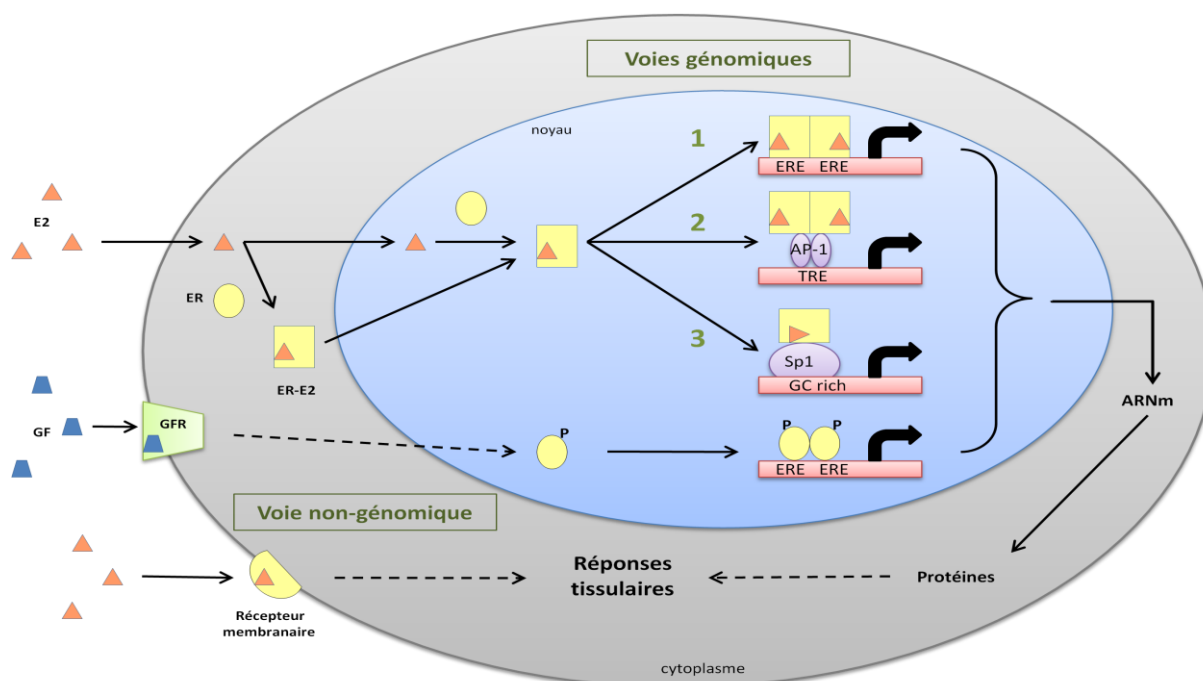 Voies génomiques
noyau
1
ERE ERE
E2
2
AP-1
TRE
ER
ER-E2
3
Sp1
GC rich
ARNm
GF
GFR
P
P P
ERE ERE
Voie non-génomique
Réponses
tissulaires
Protéines
Récepteur
membranaire
cytoplasme